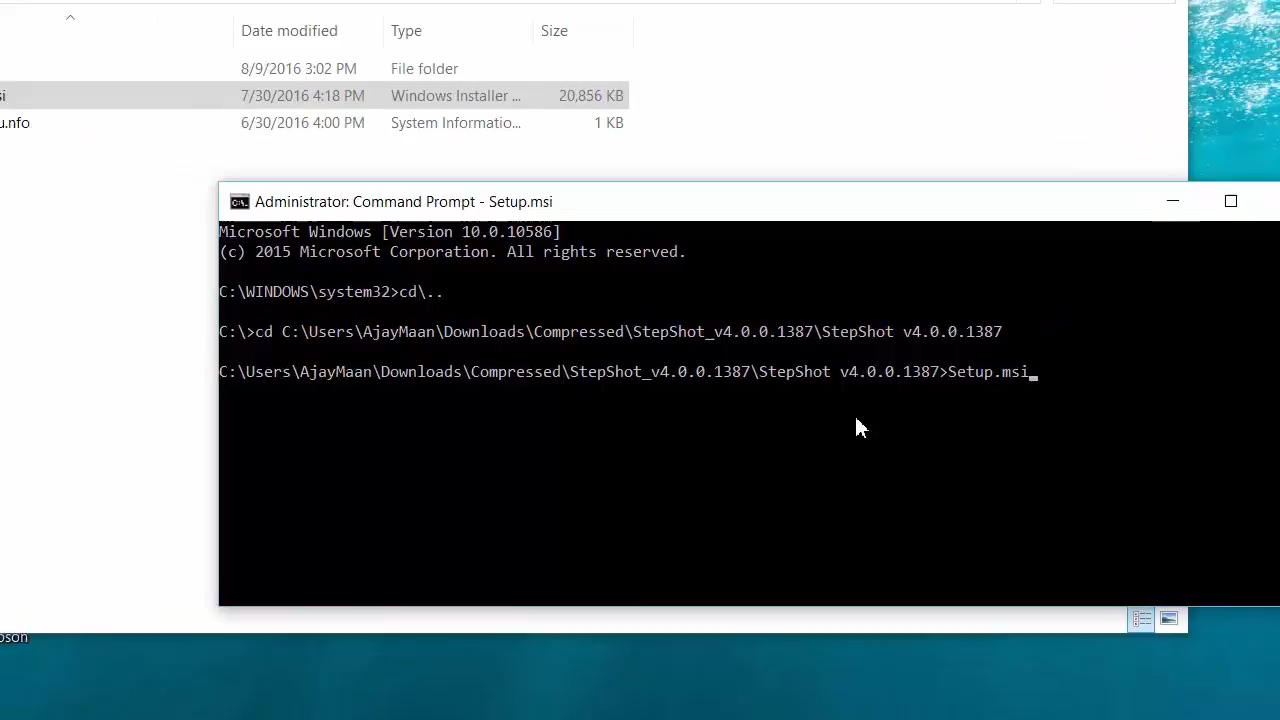 Date modified Type Size
8/9/2016 3:02 PM File folder
si 7/30/2016 4:18 PM Windows Installer ... 20,856 KB
u.nfo 6/30/2016 4:00 PM System Informatio... 1 KB
Administrator: Command Prompt - Setup.msi
Microsoft Windows [Version 10.0.10586]
(c) 2015 Microsoft Corporation. All rights reserved.
C:\WINDOWS\system32>cd\..
C:\>cd C:\Users\AjayMaan\Downloads\Compressed\StepShot_v4.0.0.1387\StepShot v4.0.0.1387
C:\Users\AjayMaan\Downloads\Compressed\StepShot_v4.0.0.1387\StepShot v4.0.0.1387>Setup.msi
oson